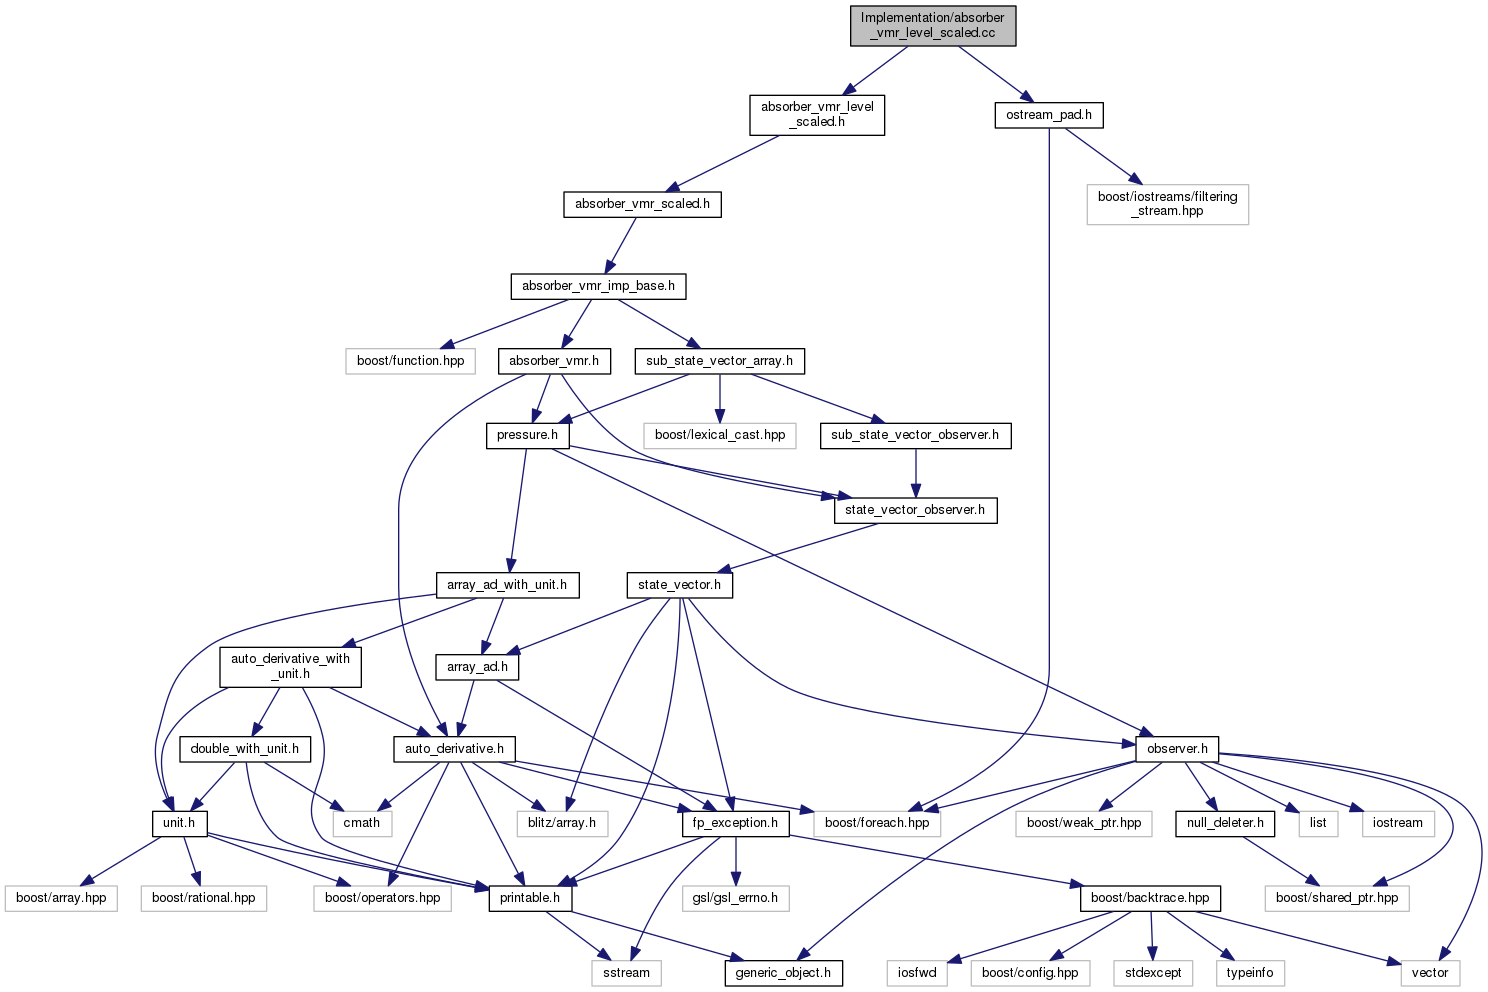 Implementation/absorber
_vmr_level_scaled.cc
absorber_vmr_level
_scaled.h
ostream_pad.h
absorber_vmr_scaled.h
boost/iostreams/filtering
_stream.hpp
absorber_vmr_imp_base.h
boost/function.hpp
absorber_vmr.h
sub_state_vector_array.h
pressure.h
boost/lexical_cast.hpp
sub_state_vector_observer.h
state_vector_observer.h
array_ad_with_unit.h
state_vector.h
auto_derivative_with
_unit.h
array_ad.h
double_with_unit.h
auto_derivative.h
observer.h
unit.h
cmath
blitz/array.h
fp_exception.h
boost/foreach.hpp
boost/weak_ptr.hpp
null_deleter.h
list
iostream
boost/array.hpp
boost/rational.hpp
boost/operators.hpp
printable.h
gsl/gsl_errno.h
boost/backtrace.hpp
boost/shared_ptr.hpp
sstream
generic_object.h
iosfwd
boost/config.hpp
stdexcept
typeinfo
vector